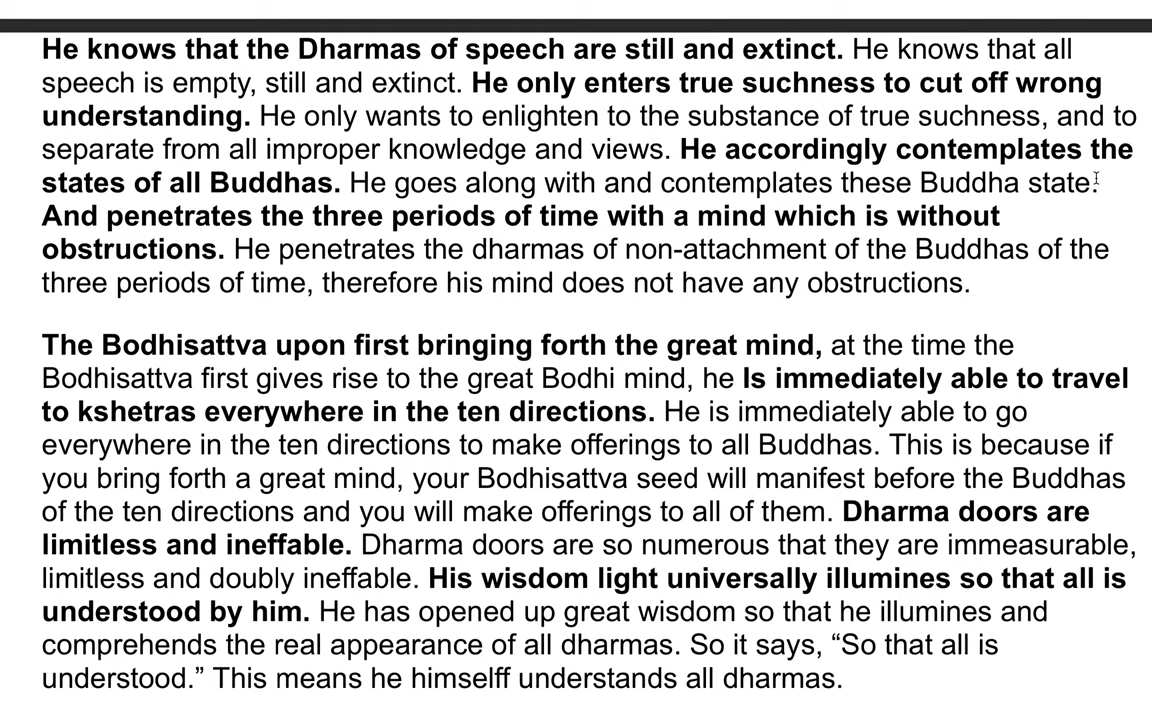 He knows that the Dharmas of speech are still and extinct. He knows that all
speech is empty, still and extinct. He only enters true suchness to cut off wrong
understanding. He only wants to enlighten to the substance of true suchness, and to
separate from all improper knowledge and views. He accordingly contemplates the
states of all Buddhas. He goes along with and contemplates these Buddha state.
And penetrates the three periods of time with a mind which is without
obstructions. He penetrates the dharmas of non-attachment of the Buddhas of the
three periods of time, therefore his mind does not have any obstructions.
The Bodhisattva upon first bringing forth the great mind, at the time the
Bodhisattva first gives rise to the great Bodhi mind, he Is immediately able to travel
to kshetras everywhere in the ten directions. He is immediately able to go
everywhere in the ten directions to make offerings to all Buddhas. This is because if
you bring forth a great mind, your Bodhisattva seed will manifest before the Buddhas
of the ten directions and you will make offerings to all of them. Dharma doors are
limitless and ineffable. Dharma doors are so numerous that they are immeasurable,
limitless and doubly ineffable. His wisdom light universally illumines so that all is
understood by him. He has opened up great wisdom so that he illumines and
comprehends the real appearance of all dharmas. So it says, “So that all is
understood.” This means he himselff understands all dharmas.